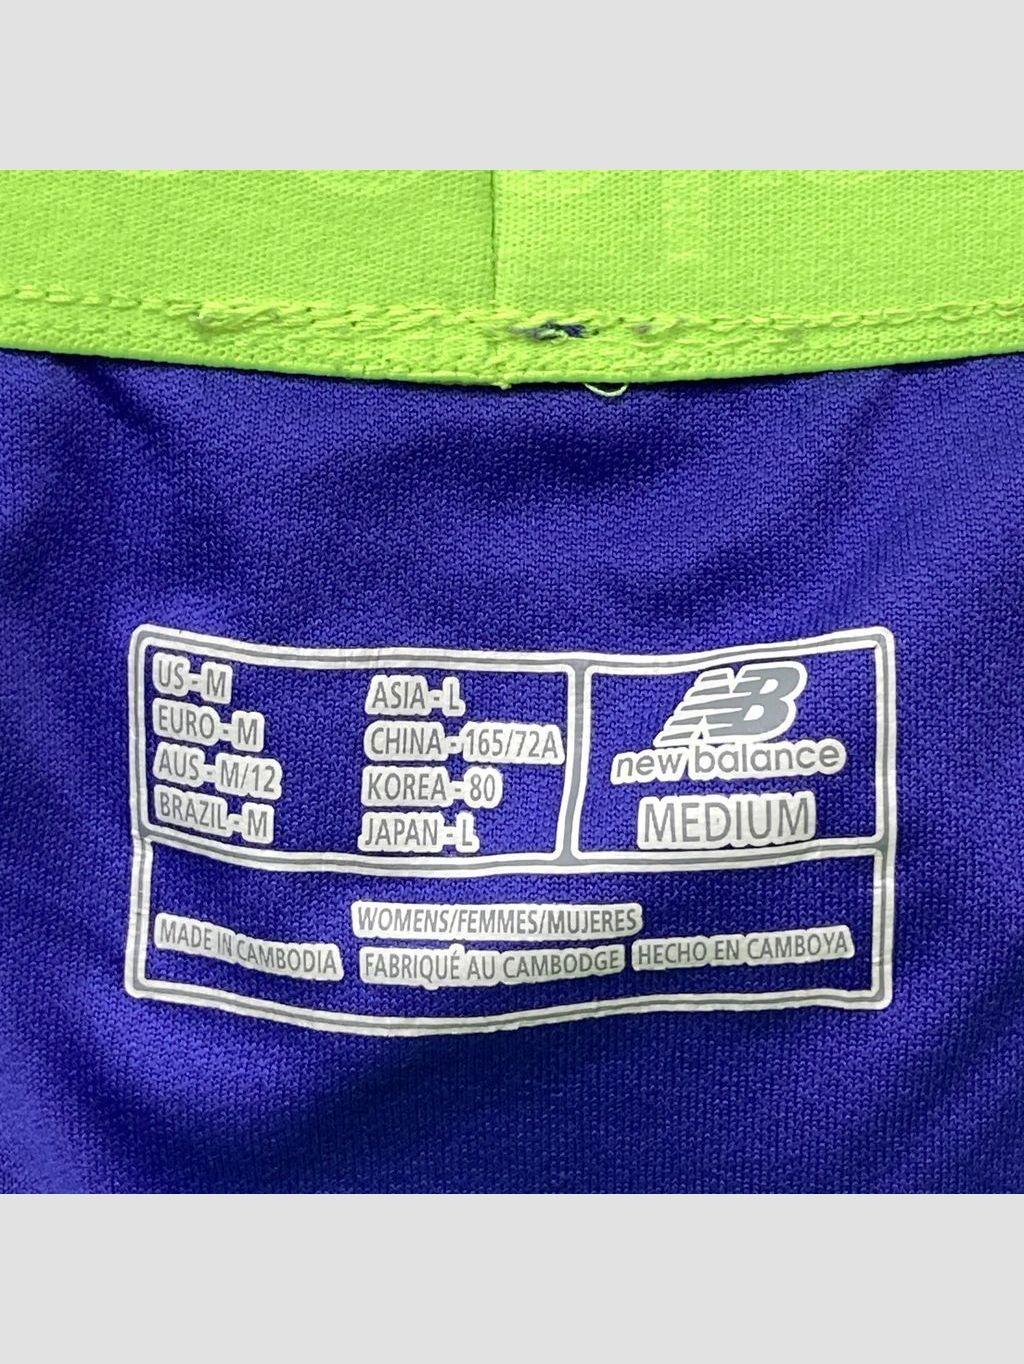 US-M
EURO-M
AUS-M/12
BRAZIL-M
ASIA-L
CHINA-165/72A
KOREA-80
JAPAN-L
NB
new balance
MEDIUM
WOMENS/FEMMES/MUJERES
MADE IN CAMBODIA FABRIQUÉ AU CAMBODGE HECHO EN CAMBOYA